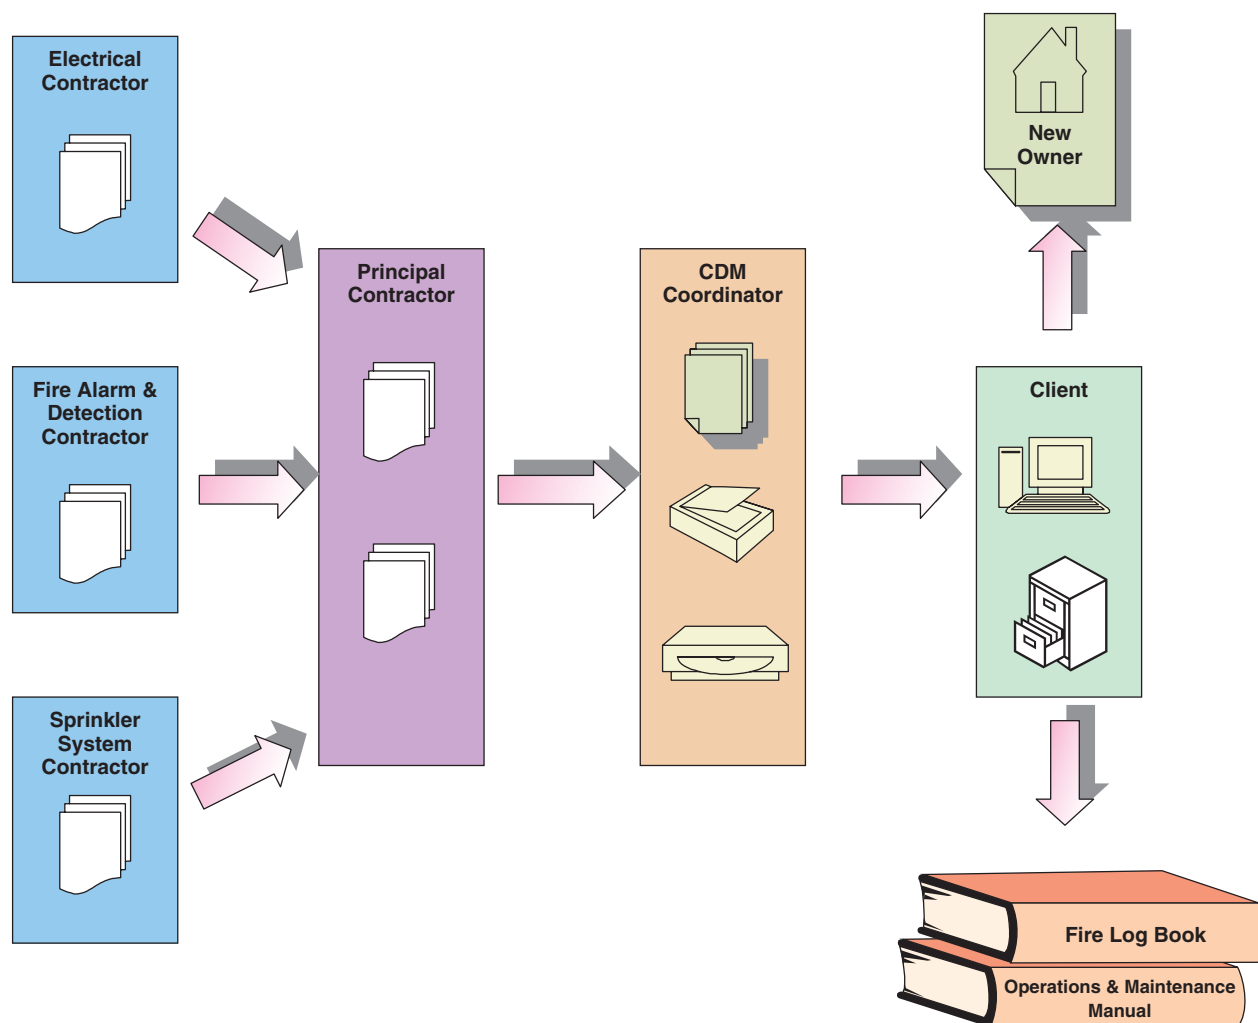 Electrical
Contractor
Fire Alarm &
Detection
Contractor
Sprinkler
System
Contractor
Principal
Contractor
CDM
Coordinator
New
Owner
Client
Fire Log Book
Operations & Maintenance
Manual